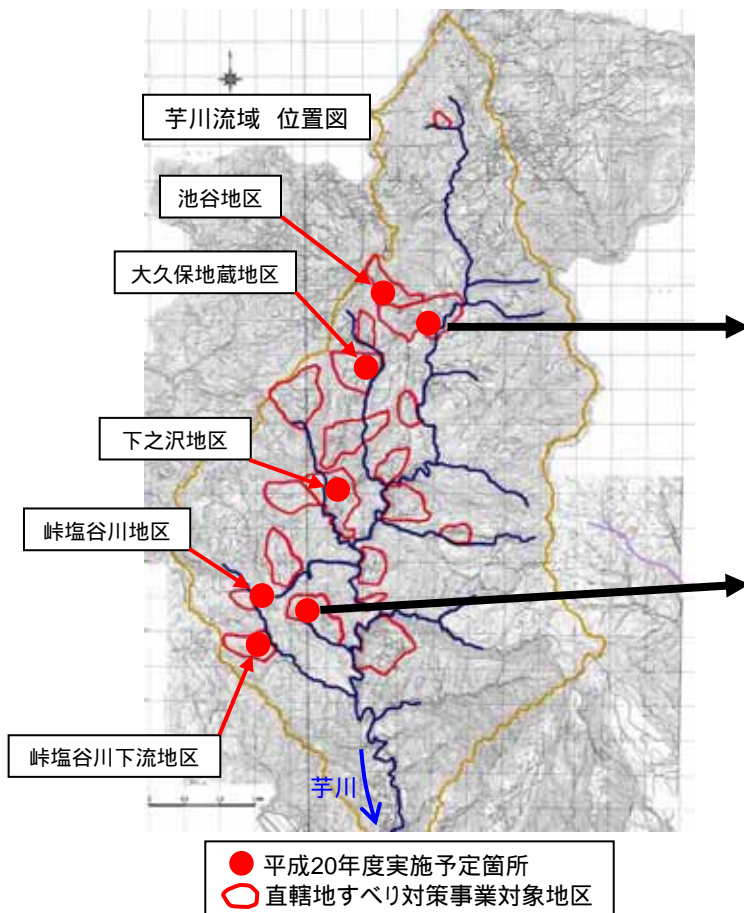 芋川流域 位置図
池谷地区
大久保地蔵地区
下之沢地区
峠塩谷川地区
峠塩谷川下流地区
芋川
平成20年度実施予定箇所
直轄地すべり対策事業対象地区